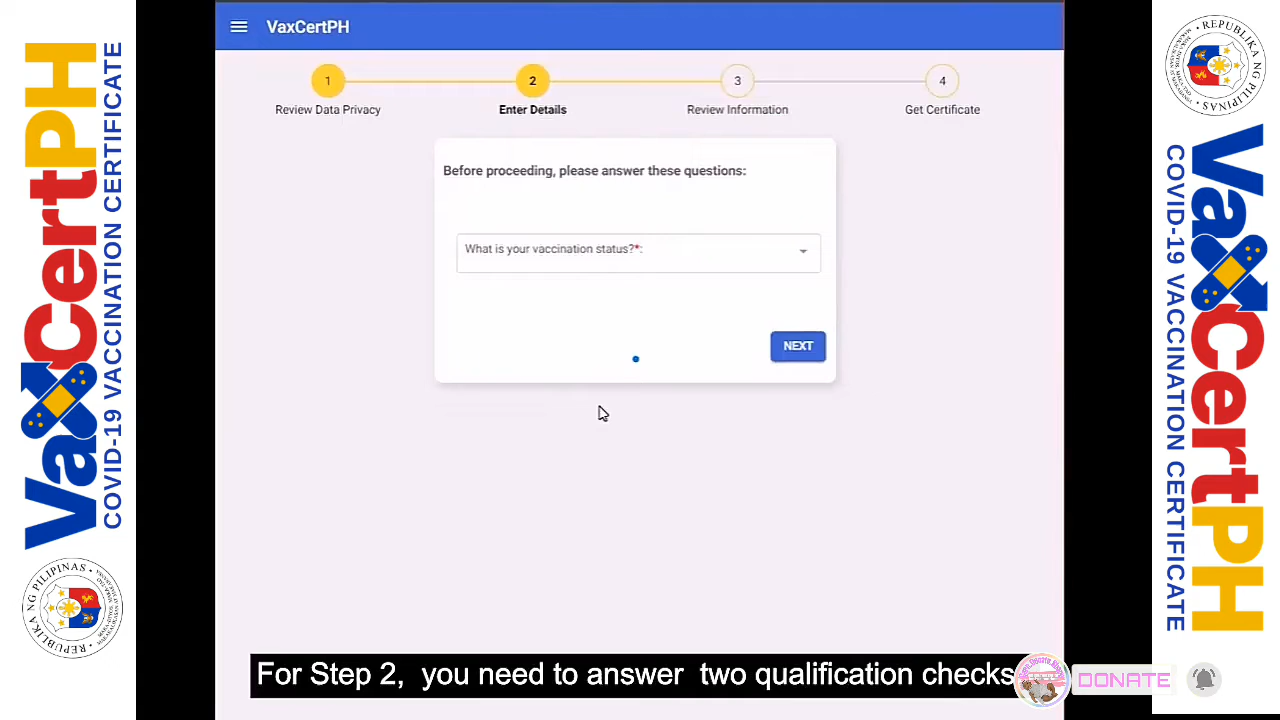 VaxCertPH
COVID-19 VACCINATION CERTIFICATE
REPUBLIKA NG PILIPINAS
VaxCertPH
1
2
3
4
Review Data Privacy
Enter Details
Review Information
Get Certificate
Before proceeding, please answer these questions:
What is your vaccination status?*:
NEXT
For Step 2, you need to answer two qualification checks
DONATE
REPUBLIKA NG PILIPINAS
VaxCertPH
COVID-19 VACCINATION CERTIFICATE